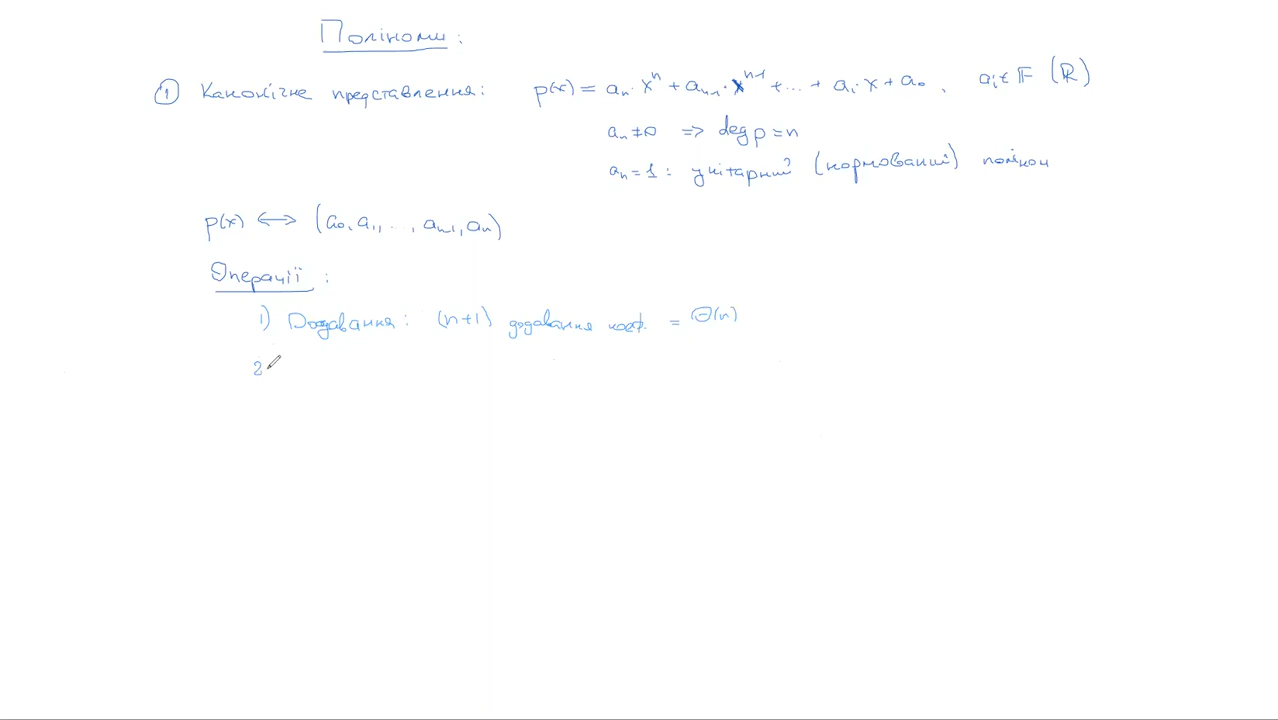 Поліноми:
① Канонічне представлення: p(x) = aₙ·xⁿ + aₙ₋₁·xⁿ⁻¹ + ... + a₁·x + a₀, aᵢ ∈ 𝔽 (ℝ)
aₙ ≠ 0 => deg p = n
aₙ = 1: унітарний (нормований) поліном
p(x) ↔ (a₀, a₁, ..., aₙ₋₁, aₙ)
Операції:
1) Додавання: (n+1) додавання коеф. = Θ(n)
2